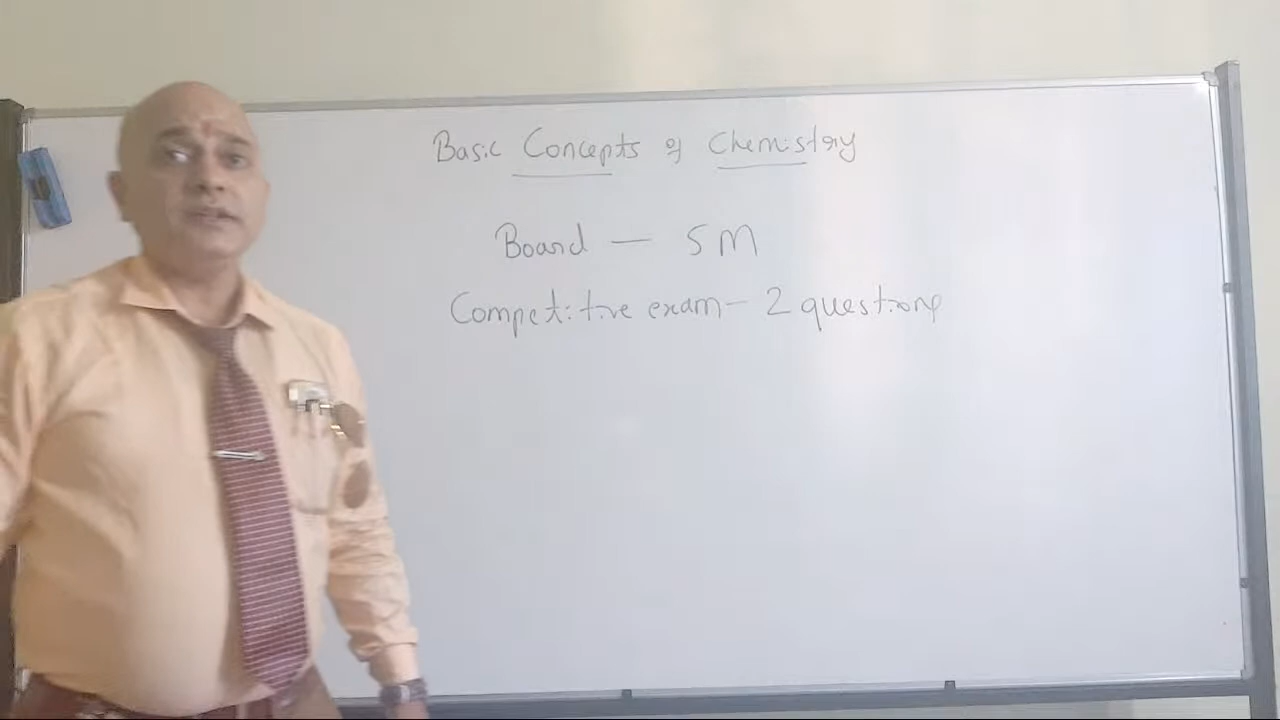 Basic Concepts of Chemistry
Board — 5M
Competitive exam - 2 questions